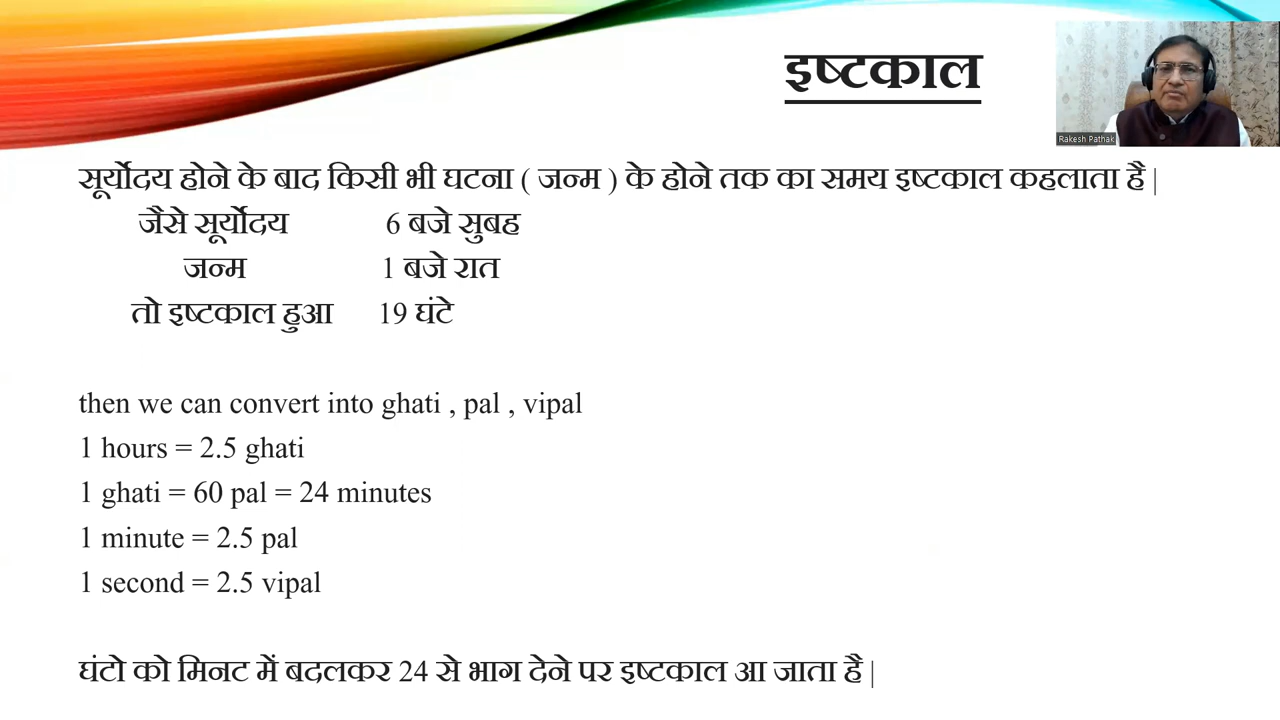 इष्टकाल
Rakesh Pathak
सूर्योदय होने के बाद किसी भी घटना ( जन्म ) के होने तक का समय इष्टकाल कहलाता है |
जैसे सूर्योदय 6 बजे सुबह
जन्म 1 बजे रात
तो इष्टकाल हुआ 19 घंटे
then we can convert into ghati , pal , vipal
1 hours = 2.5 ghati
1 ghati = 60 pal = 24 minutes
1 minute = 2.5 pal
1 second = 2.5 vipal
घंटो को मिनट में बदलकर 24 से भाग देने पर इष्टकाल आ जाता है |